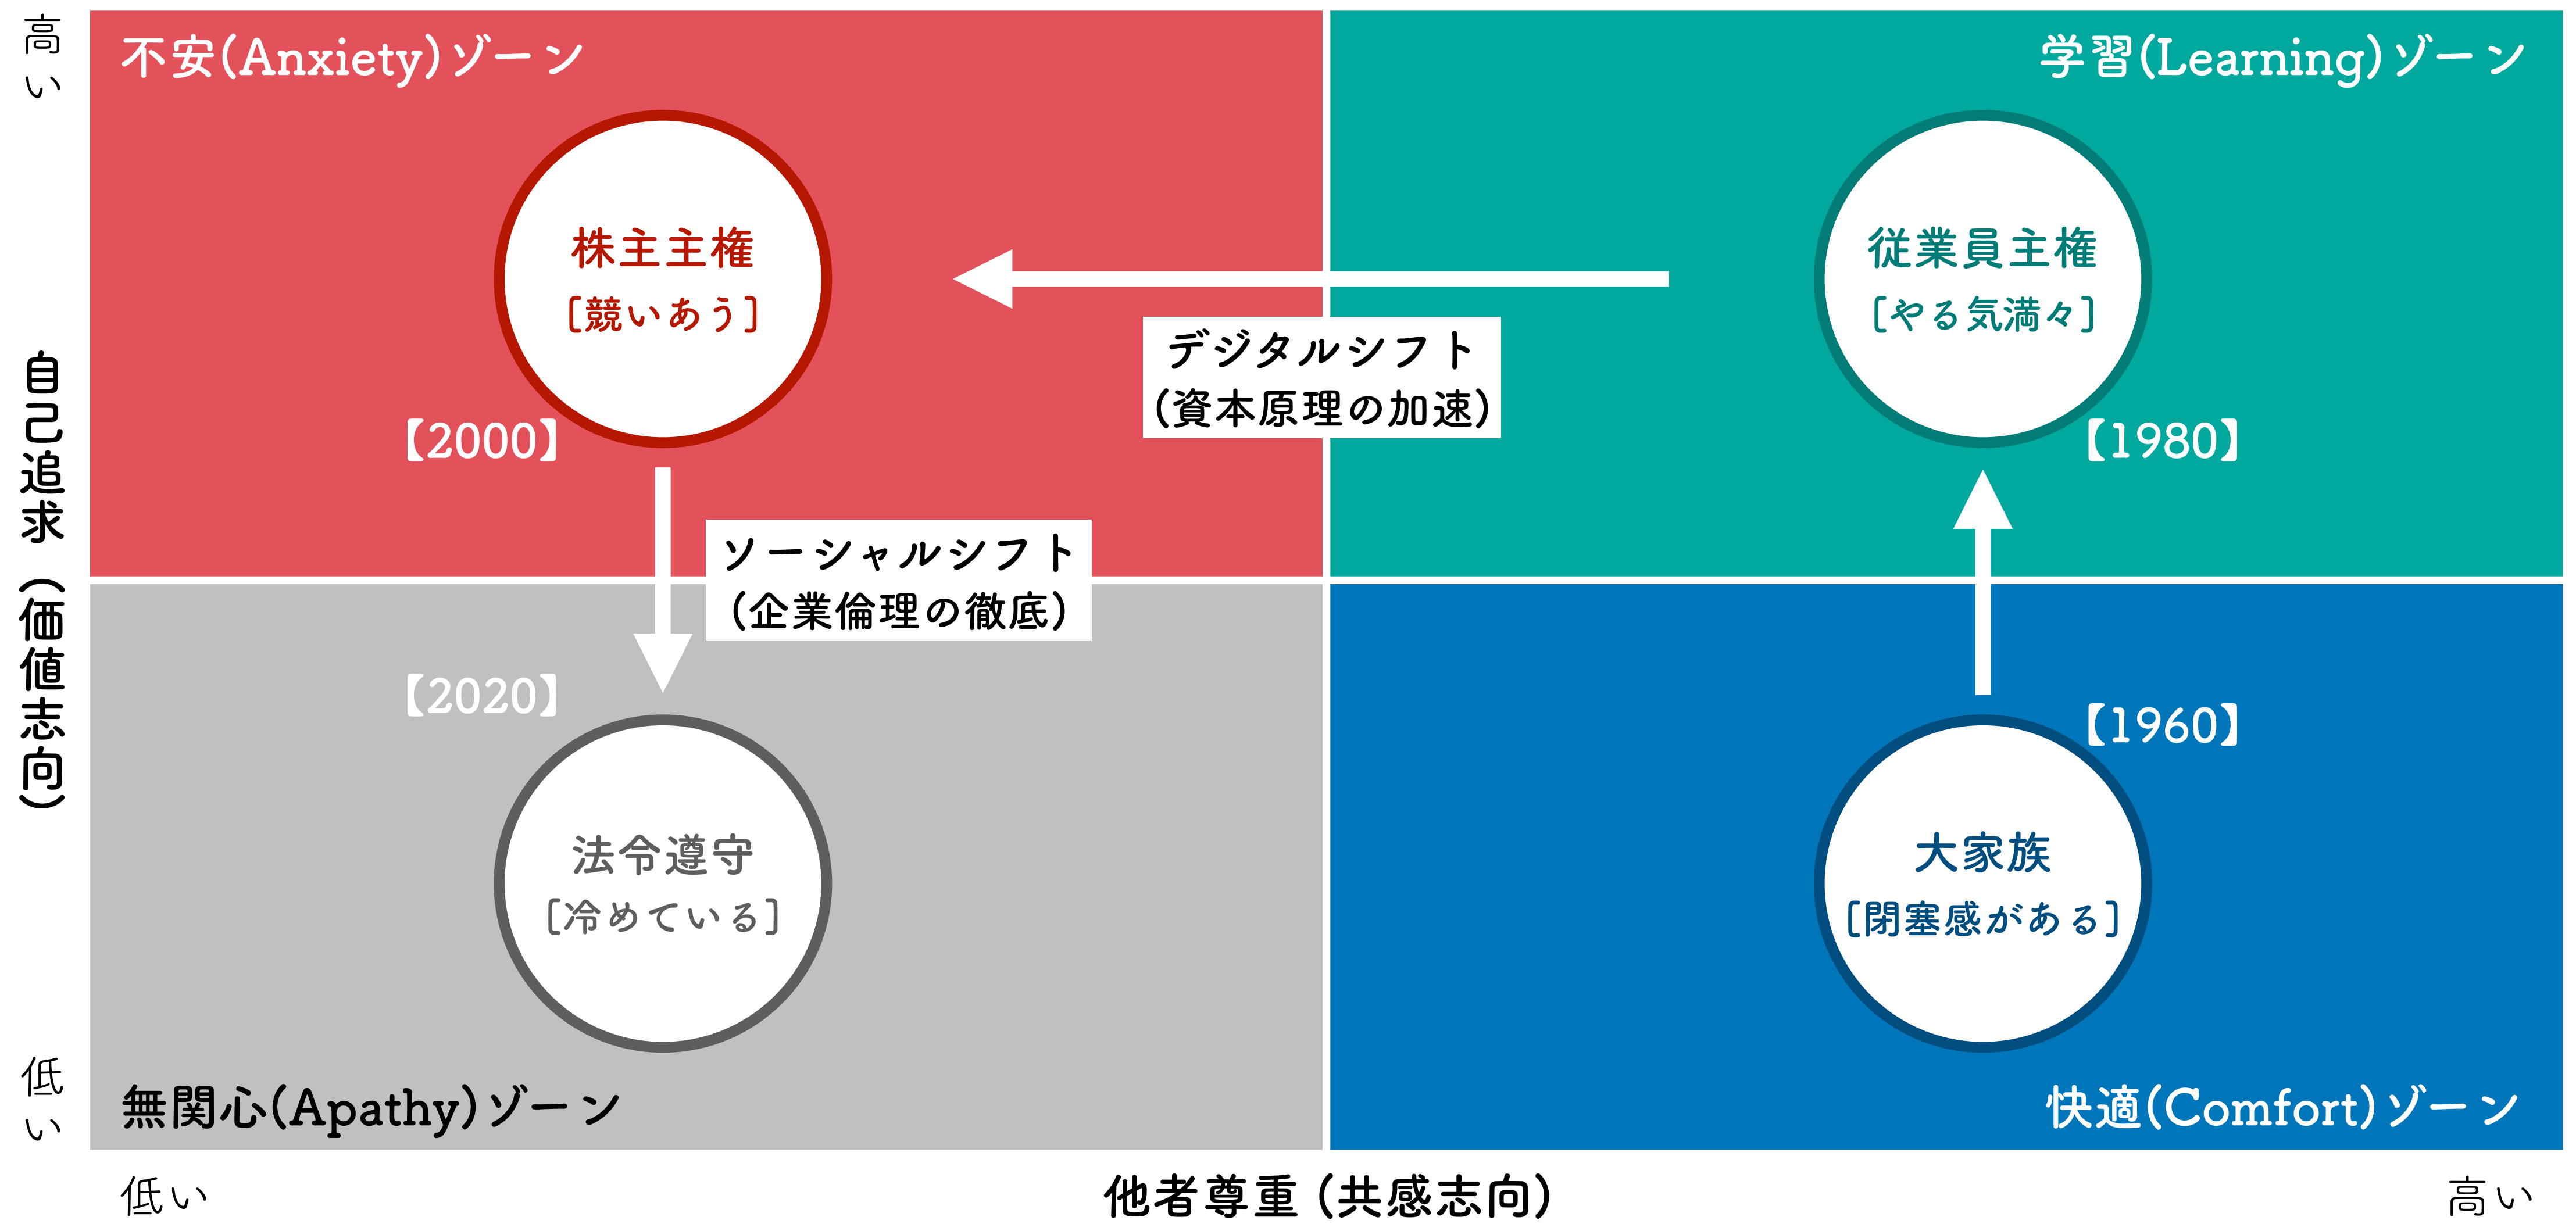 高い
自己追求(価値志向)
低い
不安(Anxiety)ゾーン
株主主権
[競いあう]
【2000】
学習(Learning)ゾーン
従業員主権
[やる気満々]
【1980】
デジタルシフト
(資本原理の加速)
ソーシャルシフト
(企業倫理の徹底)
【2020】
法令遵守
[冷めている]
無関心(Apathy)ゾーン
【1960】
大家族
[閉塞感がある]
快適(Comfort)ゾーン
低い
他者尊重(共感志向)
高い